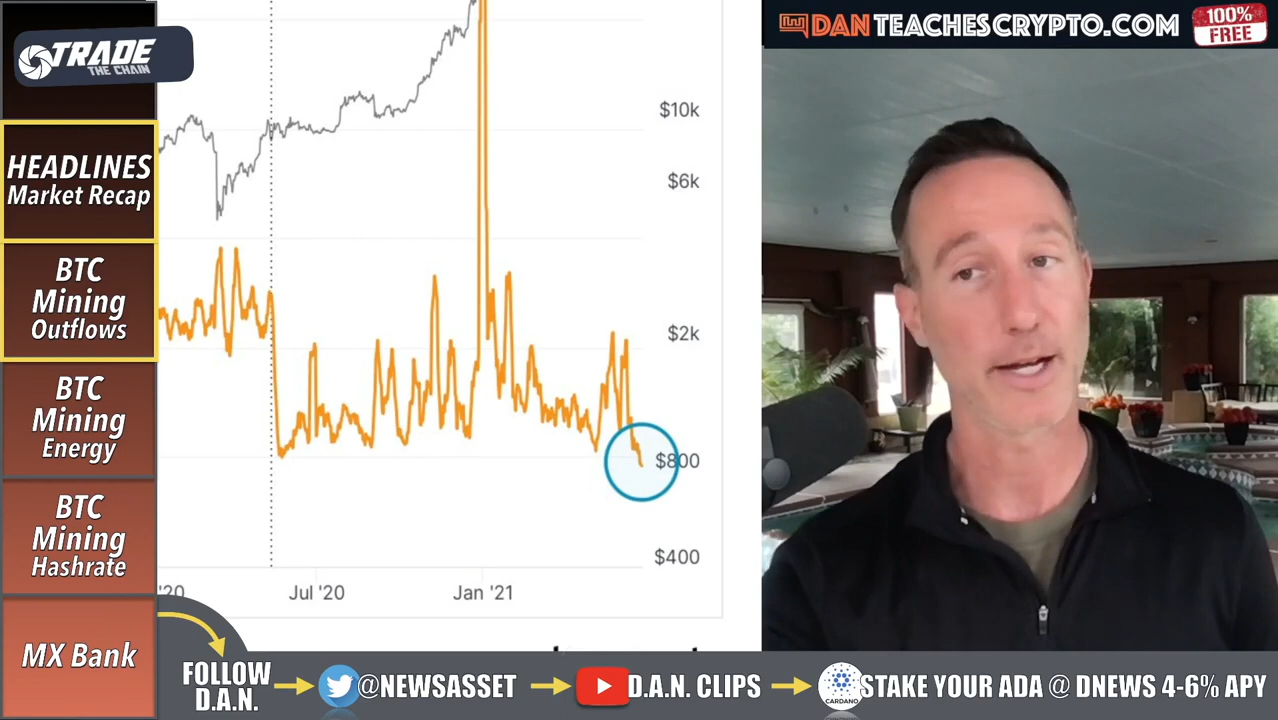 TRADE
THE CHAIN
HEADLINES
Market Recap
BTC
Mining
Outflows
BTC
Mining
Energy
BTC
Mining
Hashrate
MX Bank
$10k
$6k
$2k
$800
$400
'20
Jul '20
Jan '21
DANTEACHESCRYPTO.COM
100%
FREE
FOLLOW
D.A.N.
@NEWSASSET
D.A.N. CLIPS
CARDANO
STAKE YOUR ADA @ DNEWS 4-6% APY